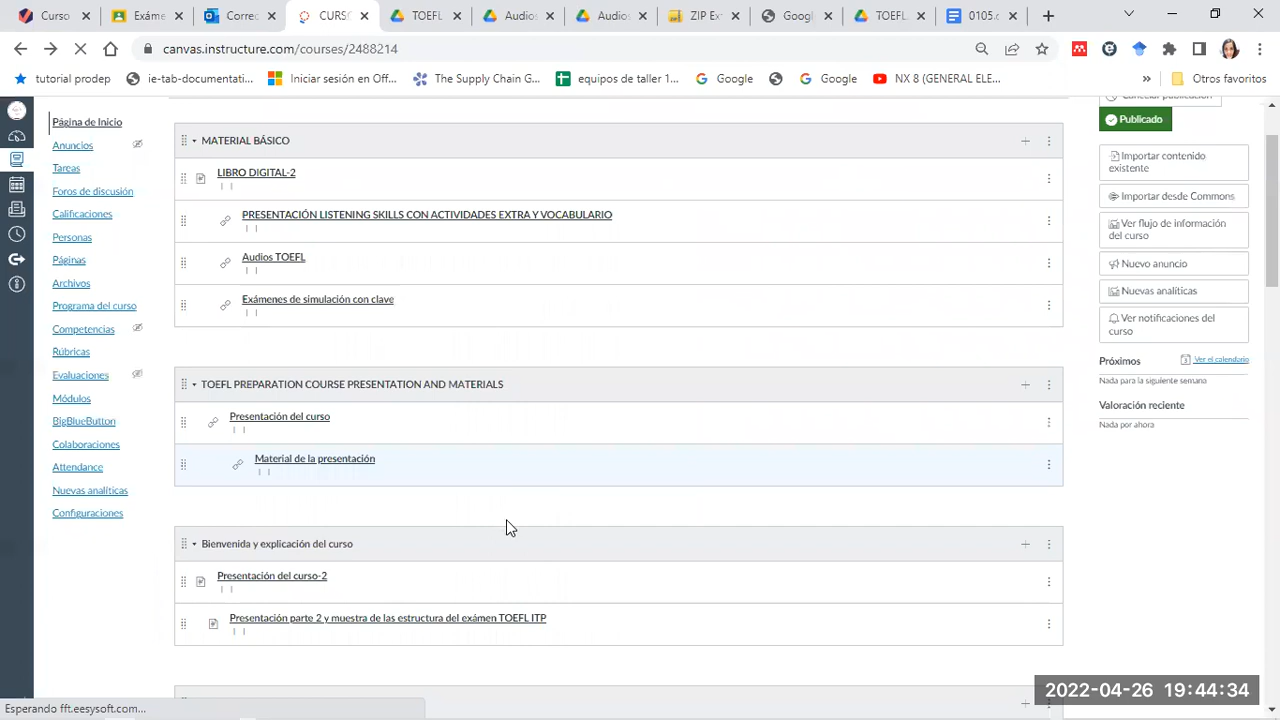 Exáme
Correc
CURSO
TOEFL
Audios
Audios
ZIP
Googl
TOEFL
0105.c
canvas.instructure.com/courses/2488214
tutorial prodep
ie-tab-documentati...
Iniciar sesión en Off...
The Supply Chain G...
equipos de taller 1...
Google
Google
NX 8 (GENERAL ELE...
»
Otros favoritos
Cancelar publicación
Página de Inicio
Anuncios
Tareas
Foros de discusión
Calificaciones
Personas
Páginas
Archivos
Programa del curso
Competencias
Rúbricas
Evaluaciones
Módulos
BigBlueButton
Colaboraciones
Attendance
Nuevas analíticas
Configuraciones
MATERIAL BÁSICO
LIBRO DIGITAL-2
PRESENTACIÓN LISTENING SKILLS CON ACTIVIDADES EXTRA Y VOCABULARIO
Audios TOEFL
Exámenes de simulación con clave
TOEFL PREPARATION COURSE PRESENTATION AND MATERIALS
Presentación del curso
Material de la presentación
Bienvenida y explicación del curso
Presentación del curso-2
Presentación parte 2 y muestra de las estructura del exámen TOEFL ITP
Publicado
Importar contenido
existente
Importar desde Commons
Ver flujo de información
del curso
Nuevo anuncio
Nuevas analíticas
Ver notificaciones del
curso
Próximos
Ver el calendario
Nada para la siguiente semana
Valoración reciente
Nada por ahora
Esperando fft.eesysoft.com...
2022-04-26 19:44:34